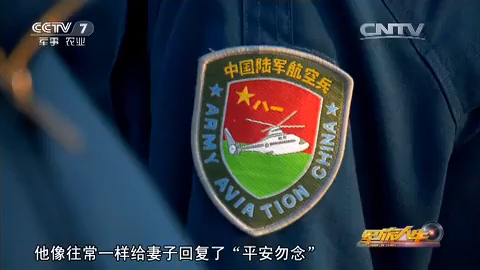 CCTV 7
军事 农业
CNTV
中国陆军航空兵
八一
ARMY AVIATION CHINA
军旅人生
他像往常一样给妻子回复了“平安勿念”